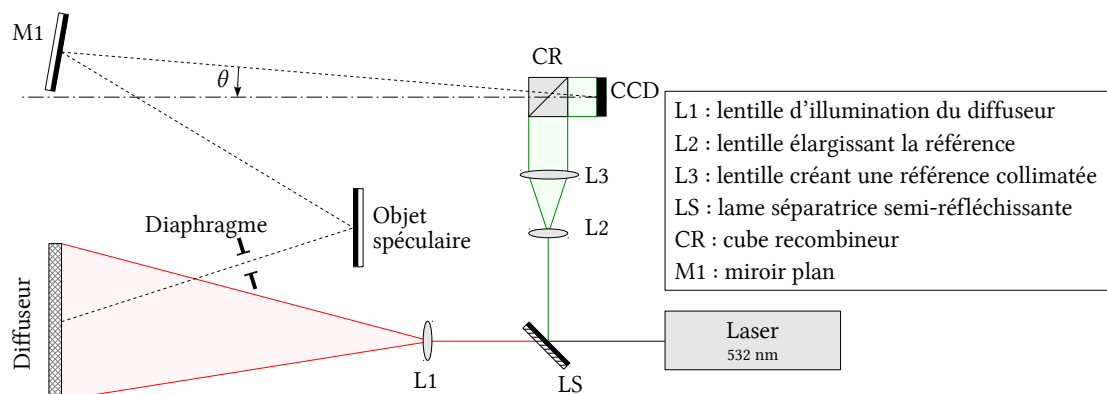 M1
θ
CR
CCD
L1 : lentille d'illumination du diffuseur
L2 : lentille élargissant la référence
L3 : lentille créant une référence collimatée
LS : lame séparatrice semi-réfléchissante
CR : cube recombineur
M1 : miroir plan
L3
L2
Diaphragme
Objet
spéculaire
Diffuseur
L1
LS
Laser
532 nm